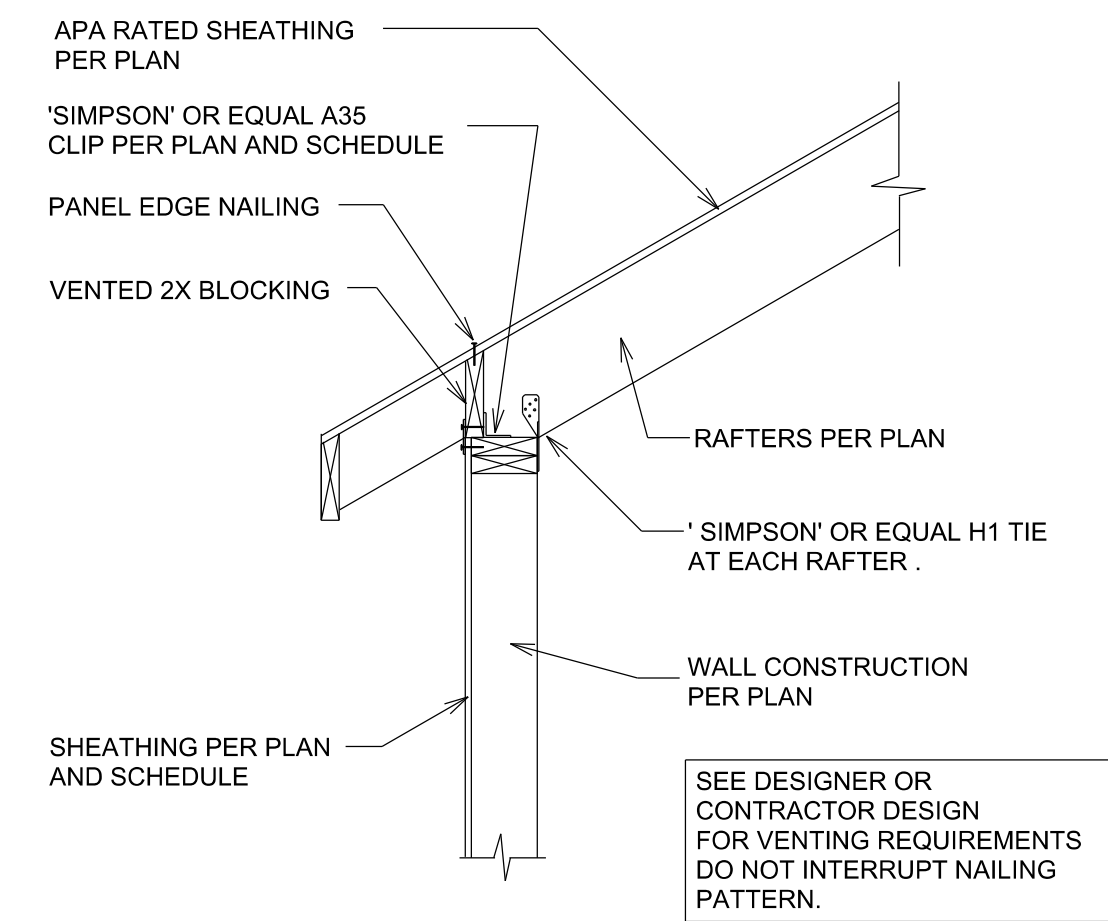 APA RATED SHEATHING
PER PLAN
'SIMPSON' OR EQUAL A35
CLIP PER PLAN AND SCHEDULE
PANEL EDGE NAILING
VENTED 2X BLOCKING
RAFTERS PER PLAN
' SIMPSON' OR EQUAL H1 TIE
AT EACH RAFTER .
WALL CONSTRUCTION
PER PLAN
SHEATHING PER PLAN
AND SCHEDULE
SEE DESIGNER OR
CONTRACTOR DESIGN
FOR VENTING REQUIREMENTS
DO NOT INTERRUPT NAILING
PATTERN.